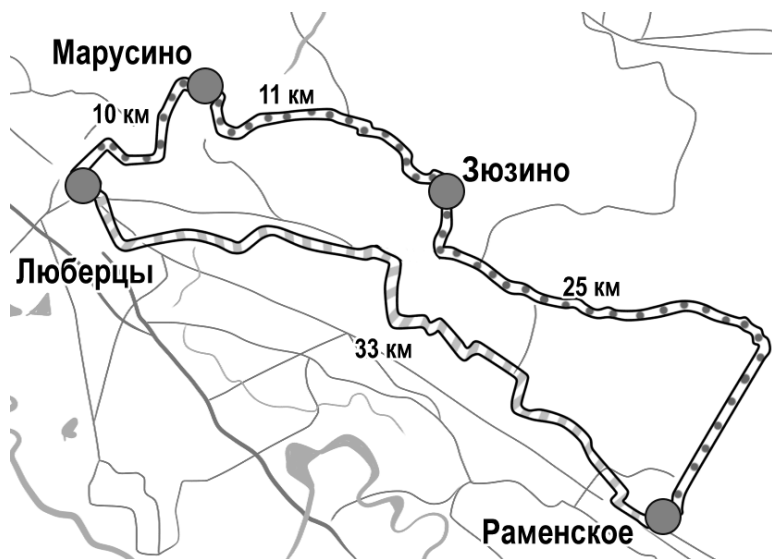 Марусино
11 км
10 км
Зюзино
Люберцы
25 км
33 км
Раменское